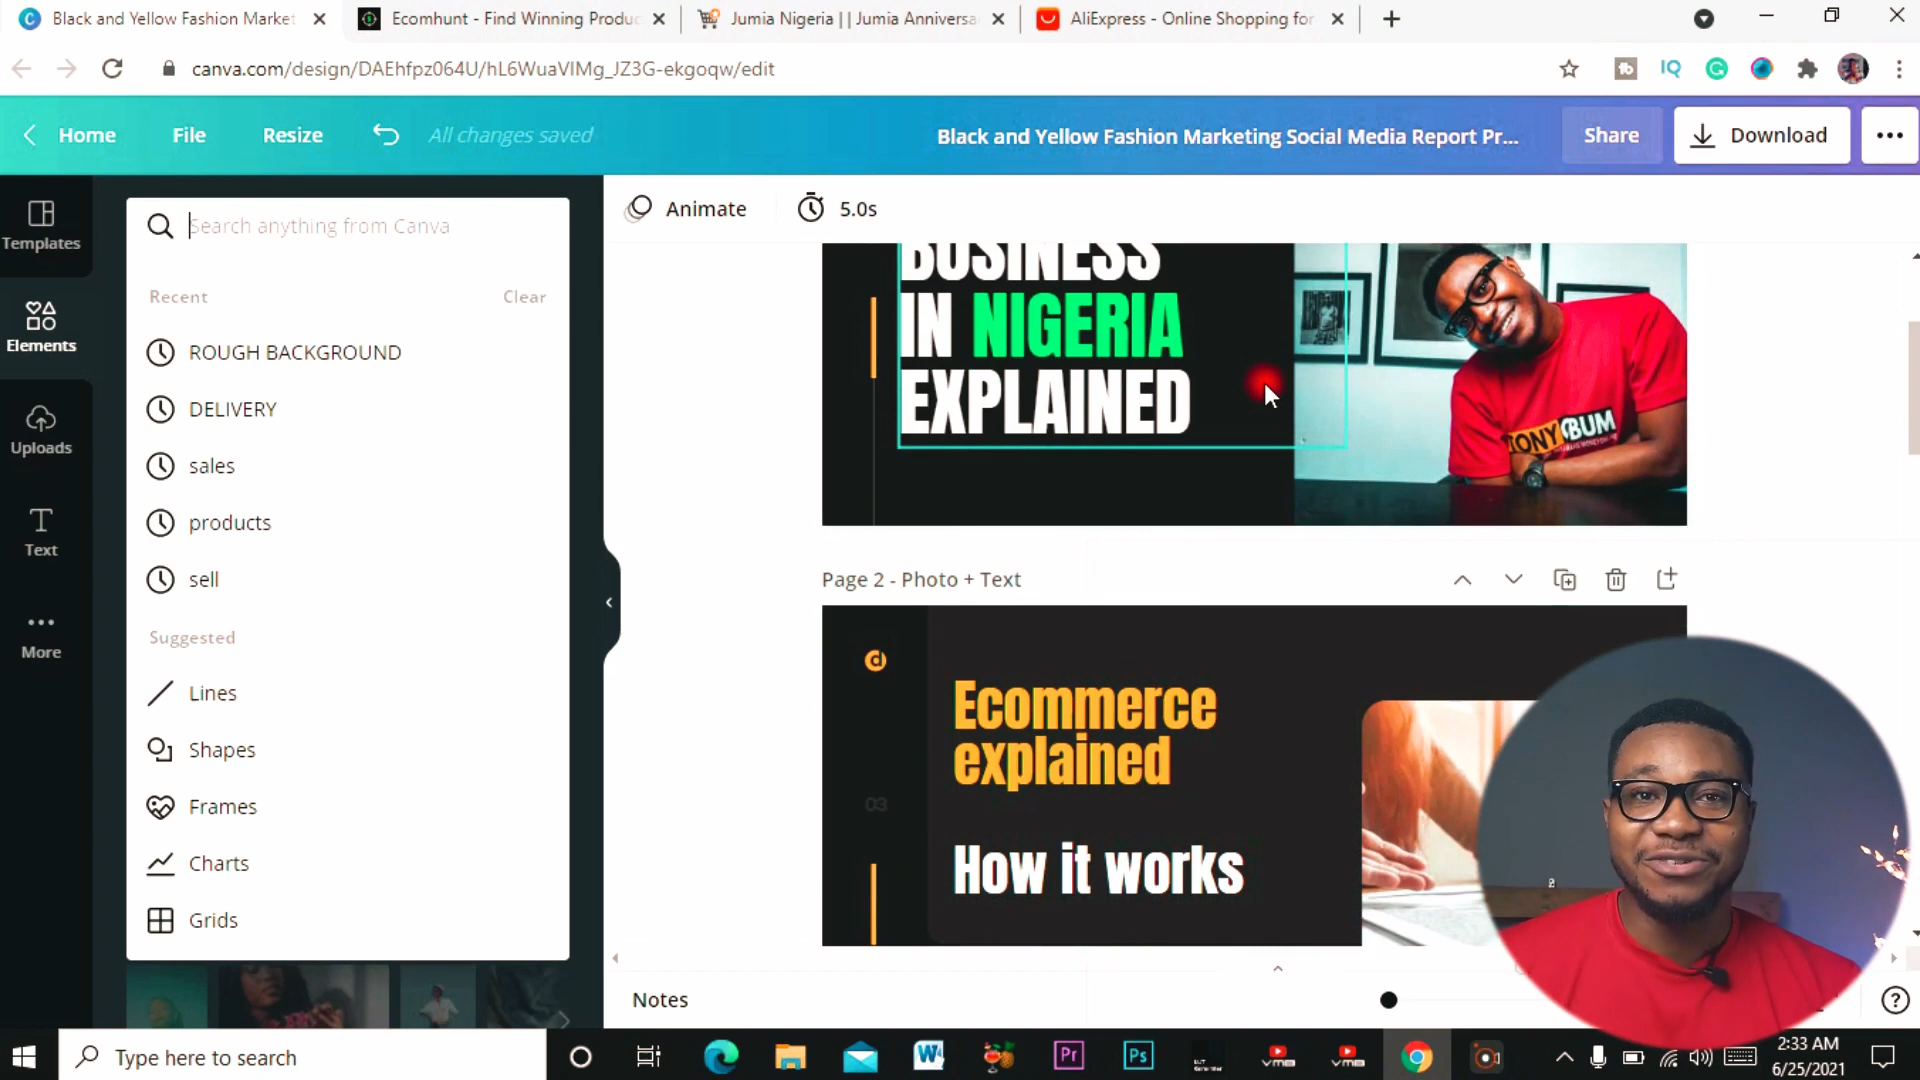 Black and Yellow Fashion Market
Ecomhunt - Find Winning Produc
Jumia Nigeria | | Jumia Anniversa
AliExpress - Online Shopping for
canva.com/design/DAEhfpz064U/hL6WuaVIMg_JZ3G-ekgoqw/edit
Home
File
Resize
All changes saved
Black and Yellow Fashion Marketing Social Media Report Pr...
Share
Download
Templates
Elements
Uploads
Text
More
Search anything from Canva
Recent
Clear
ROUGH BACKGROUND
DELIVERY
sales
products
sell
Suggested
Lines
Shapes
Frames
Charts
Grids
Animate
5.0s
BUSINESS
IN NIGERIA
EXPLAINED
Page 2 - Photo + Text
Ecommerce
explained
03
How it works
Notes
Type here to search
2:33 AM
6/25/2021